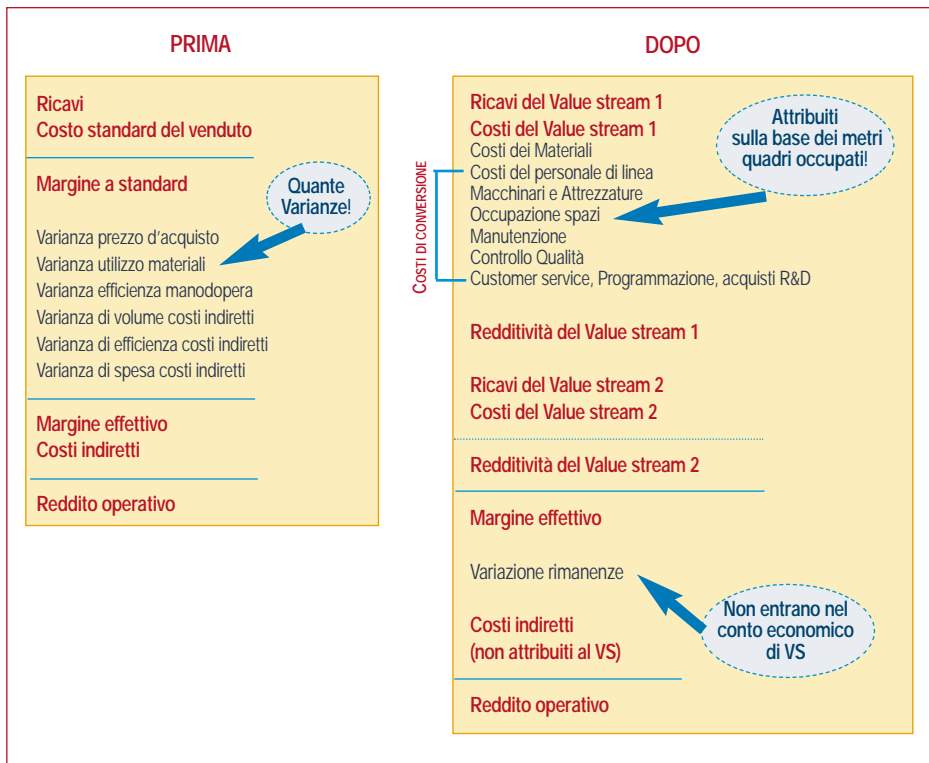 PRIMA
Ricavi
Costo standard del venduto
Margine a standard
Quante
Varianze!
Varianza prezzo d'acquisto
Varianza utilizzo materiali
Varianza efficienza manodopera
Varianza di volume costi indiretti
Varianza di efficienza costi indiretti
Varianza di spesa costi indiretti
Margine effettivo
Costi indiretti
Reddito operativo
DOPO
Ricavi del Value stream 1
Costi del Value stream 1
Attribuiti
sulla base dei metri
quadri occupati!
COSTI DI CONVERSIONE
Costi dei Materiali
Costi del personale di linea
Macchinari e Attrezzature
Occupazione spazi
Manutenzione
Controllo Qualità
Customer service, Programmazione, acquisti R&D
Redditività del Value stream 1
Ricavi del Value stream 2
Costi del Value stream 2
Redditività del Value stream 2
Margine effettivo
Variazione rimanenze
Non entrano nel
conto economico
di VS
Costi indiretti
(non attribuiti al VS)
Reddito operativo